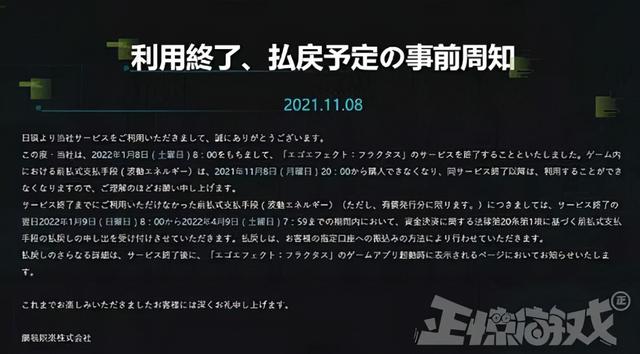 利用終了、払戻予定の事前周知
2021.11.08
日頃より当社サービスをご利用いただきまして、誠にありがとうございます。
この度・当社は、2022年1月8日(土曜日)8:00をもちまして、「エゴエフェクト:フラクタス」のサービスを終了することといたしました。ゲーム内
における前払式支払手段(波動エネルギー)は、2021年11月8日(月曜日)20:00から購入できなくなり、同サービス終了以降は、利用することができ
なくなりますので、ご理解のほどお願い申し上げます。
サービス終了までにご利用いただけなかった前払式支払手段(波動エネルギー)(ただし、有償発行分に限ります。)につきましては、サービス終了の
翌日2022年1月9日(日曜日)8:00から2022年4月9日(土曜日)7:59までの期間内において、資金決済に関する法律第20条第1項に基づく前払式支払
手段の払戻しの申し出を受け付けさせていただきます。払戻しは、お客様の指定口座への振込みの方法により行わせていただきます。
払戻しのさらなる詳細は、サービス終了後に、「エゴエフェクト:フラクタス」のゲームアプリ起動時に表示されるページにおいてお知らせいたしま
す。
これまでお楽しみいただきましたお客様には深くお礼申し上げます。
株式会社
正惊游戏
正